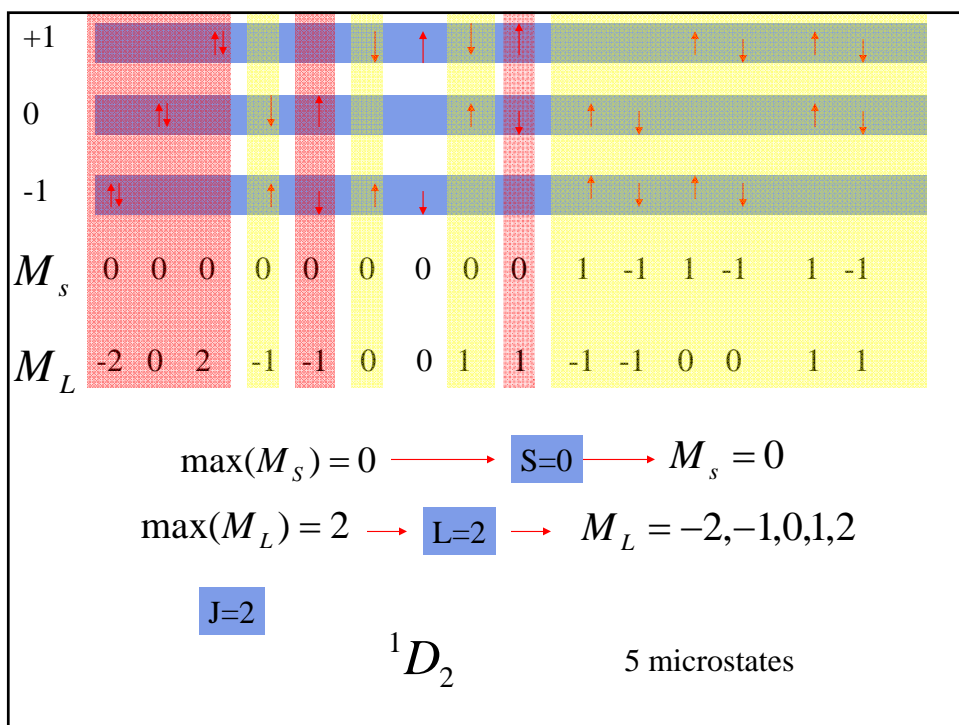 +1
0
-1
M_s 0 0 0 0 0 0 0 0 0 1 -1 1 -1 1 -1
M_L -2 0 2 -1 -1 0 0 1 1 -1 -1 0 0 1 1
max(M_S) = 0 S=0 M_s = 0
max(M_L) = 2 L=2 M_L = −2,−1,0,1,2
J=2
¹D₂ 5 microstates